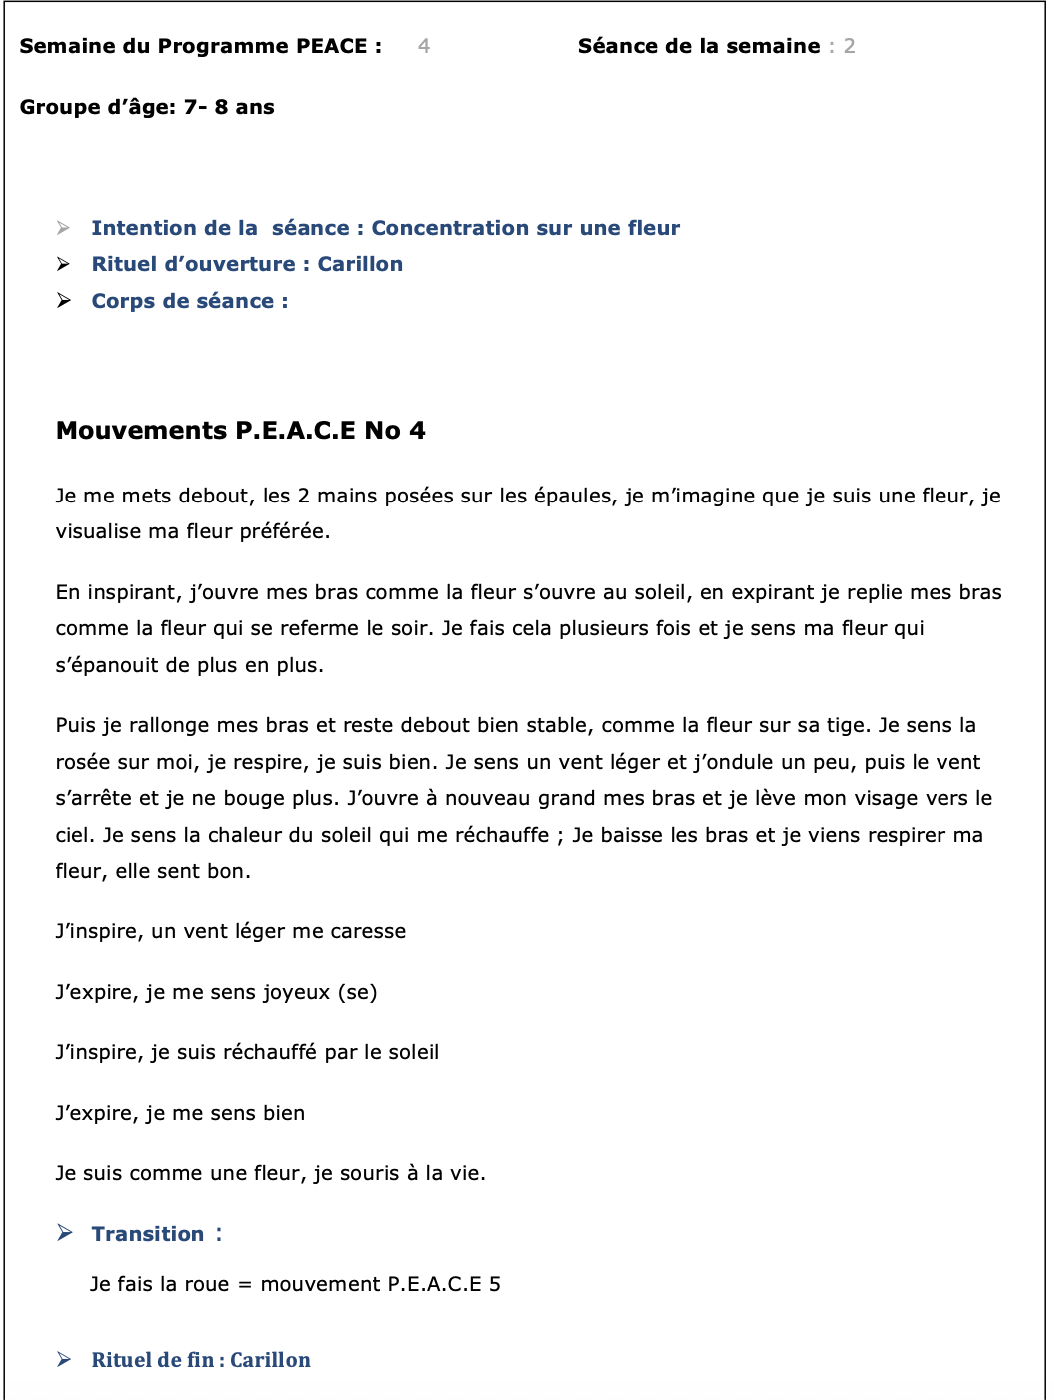 Semaine du Programme PEACE : 4 Séance de la semaine : 2
Groupe d’âge: 7- 8 ans
➢ Intention de la séance : Concentration sur une fleur
➢ Rituel d’ouverture : Carillon
➢ Corps de séance :
Mouvements P.E.A.C.E No 4
Je me mets debout, les 2 mains posées sur les épaules, je m’imagine que je suis une fleur, je
visualise ma fleur préférée.
En inspirant, j’ouvre mes bras comme la fleur s’ouvre au soleil, en expirant je replie mes bras
comme la fleur qui se referme le soir. Je fais cela plusieurs fois et je sens ma fleur qui
s’épanouit de plus en plus.
Puis je rallonge mes bras et reste debout bien stable, comme la fleur sur sa tige. Je sens la
rosée sur moi, je respire, je suis bien. Je sens un vent léger et j’ondule un peu, puis le vent
s’arrête et je ne bouge plus. J’ouvre à nouveau grand mes bras et je lève mon visage vers le
ciel. Je sens la chaleur du soleil qui me réchauffe ; Je baisse les bras et je viens respirer ma
fleur, elle sent bon.
J’inspire, un vent léger me caresse
J’expire, je me sens joyeux (se)
J’inspire, je suis réchauffé par le soleil
J’expire, je me sens bien
Je suis comme une fleur, je souris à la vie.
➢ Transition :
Je fais la roue = mouvement P.E.A.C.E 5
➢ Rituel de fin : Carillon